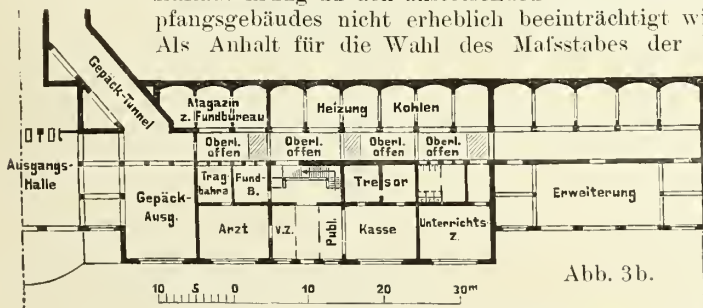 pfangsgebäudes nicht erheblich beeinträchtigt wi
Als Anhalt für die Wahl des Maſsstabes der
Gepäck-Tunnel
Magazin
z. Fundbüreau
Heizung
Kohlen
Oberl.
offen
Oberl.
offen
Oberl.
offen
Oberl.
offen
Ausgangs-
Halle
Gepäck-
Ausg.
Trag
bahre
Fund-
B.
Tresor
Erweiterung
Arzt
V.Z.
Publ.
Kasse
Unterrichts-
z.
Abb. 3b.
10 5 0 10 20 30m